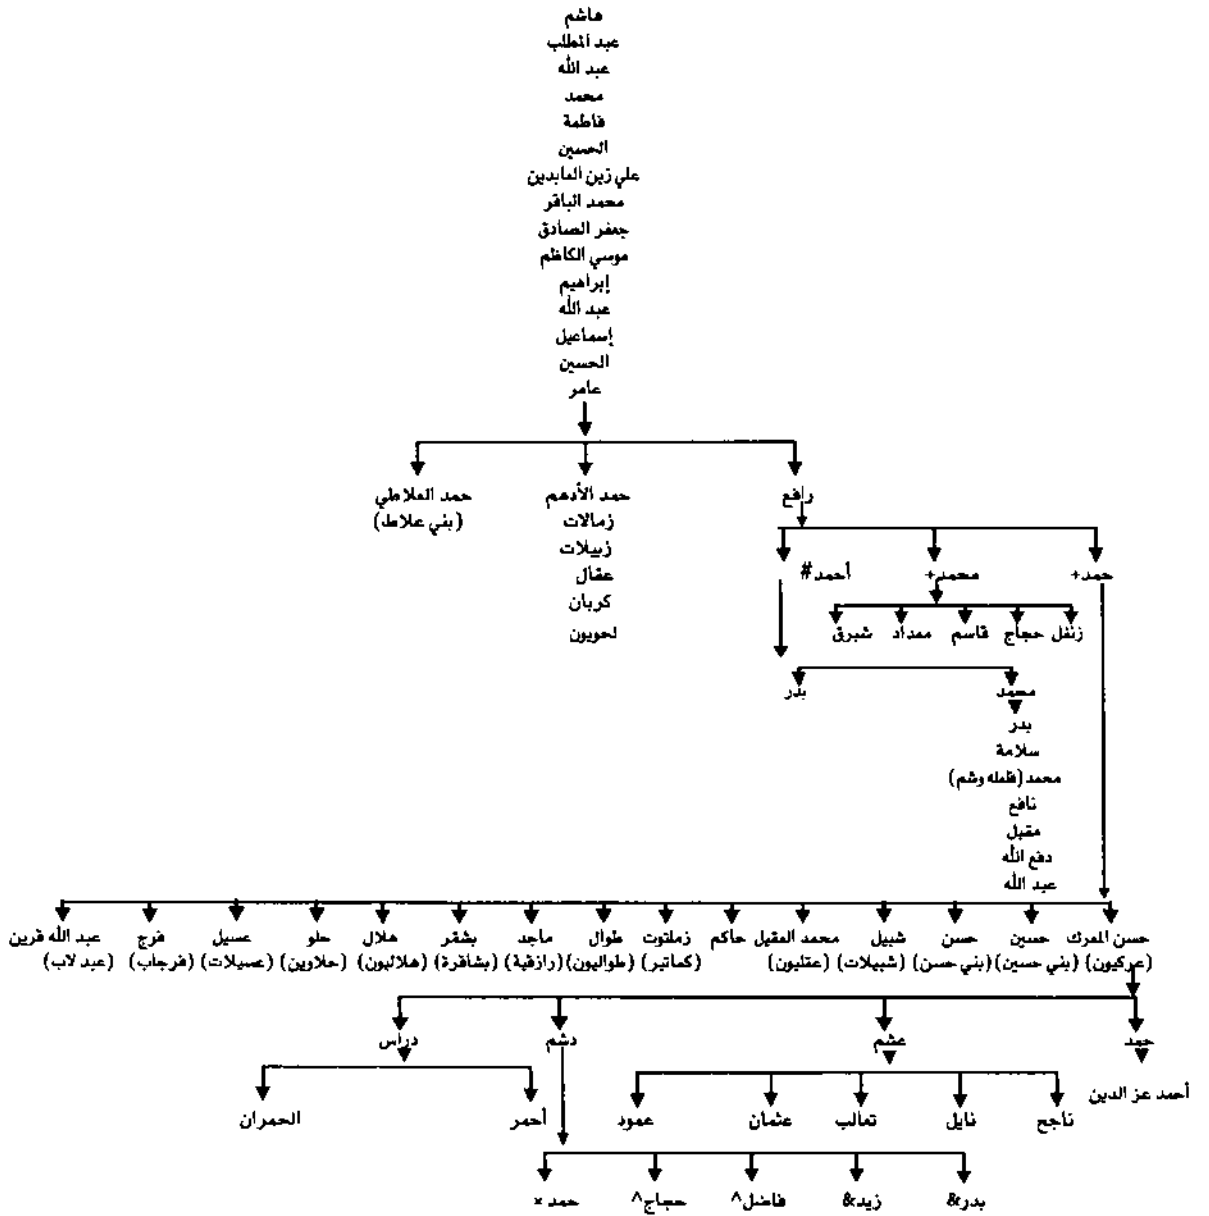 هاشم
عبد المطلب
عبد الله
محمد
فاطمة
الحسين
علي زين العابدين
محمد الباقر
جعفر الصادق
موسي الكاظم
إبراهيم
عبد الله
إسماعيل
الحسين
عامر
رافع
حمد الأدهم
حمد العلاطي
(بني علاط)
زمالات
زبيلات
عقال
كربان
لحويون
حمد+
محمد+
أحمد#
زنفل حجاج قاسم ممداد شبرق
محمد
بدر
بدر
سلامة
محمد (ظمله وشم)
نافع
مقبل
دفع الله
عبد الله
حسن المعرك حسين حسن شبيل محمد العقيل حاكم زملتوت طوال ماجد بشقر هلال حلو عسيل فرج عبد الله قرين
(عركيون) (بني حسين) (بني حسن) (شبيلات) (عقليون) (كماتير) (طواليون) (رازقية) (بشاقرة) (هلاليون) (حلاوين) (عسيلات) (فرجاب) (عبد لاب)
حمد عشم دشم دراس
أحمد عز الدين
ناجح نايل تعالب عثمان عمود أحمر الحمران
بدر& زيد& فاضل^ حجاج^ حمد×